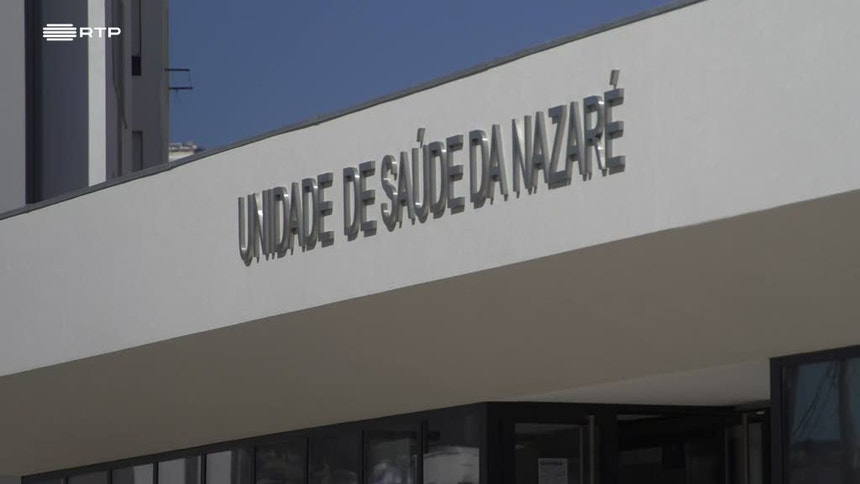 RTP
UNIDADE DE SAÚDE DA NAZARÉ